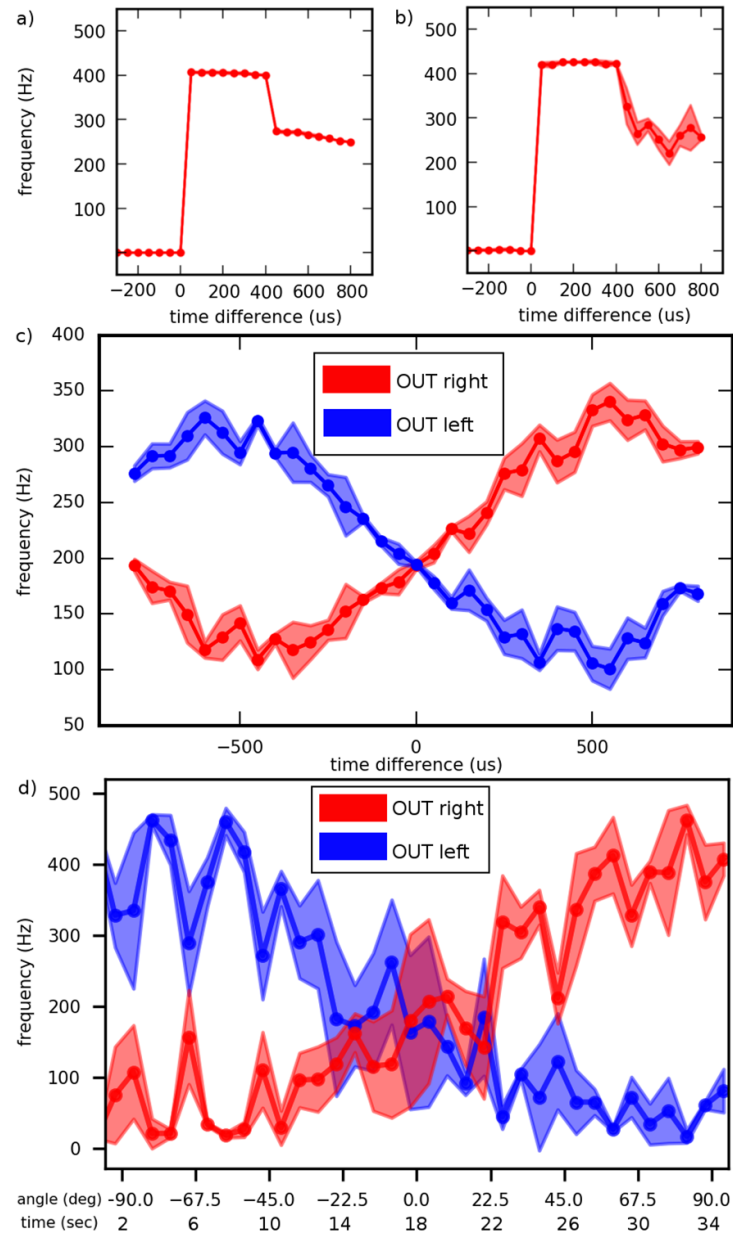 a)
500
400
300
200
100
frequency (Hz)
−200 0 200 400 600 800
time difference (us)
b)
500
400
300
200
100
−200 0 200 400 600 800
time difference (us)
c)
400
350
300
250
200
150
100
50
frequency (Hz)
OUT right
OUT left
−500 0 500
time difference (us)
d)
500
400
300
200
100
0
frequency (Hz)
OUT right
OUT left
angle (deg) −90.0 −67.5 −45.0 −22.5 0.0 22.5 45.0 67.5 90.0
time (sec) 2 6 10 14 18 22 26 30 34